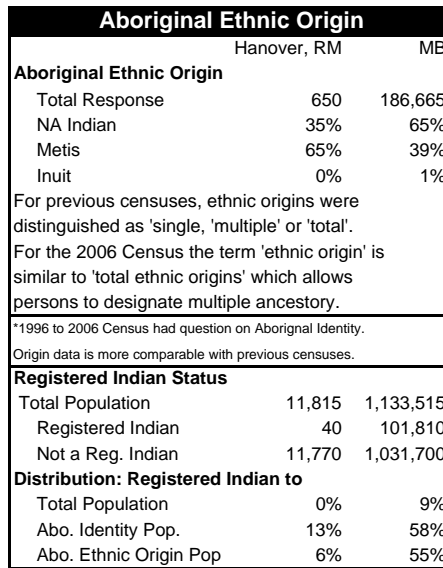 Aboriginal Ethnic Origin
Hanover, RM MB
Aboriginal Ethnic Origin
Total Response 650 186,665
NA Indian 35% 65%
Metis 65% 39%
Inuit 0% 1%
For previous censuses, ethnic origins were
distinguished as 'single, 'multiple' or 'total'.
For the 2006 Census the term 'ethnic origin' is
similar to 'total ethnic origins' which allows
persons to designate multiple ancestory.
*1996 to 2006 Census had question on Aborignal Identity.
Origin data is more comparable with previous censuses.
Registered Indian Status
Total Population 11,815 1,133,515
Registered Indian 40 101,810
Not a Reg. Indian 11,770 1,031,700
Distribution: Registered Indian to
Total Population 0% 9%
Abo. Identity Pop. 13% 58%
Abo. Ethnic Origin Pop 6% 55%